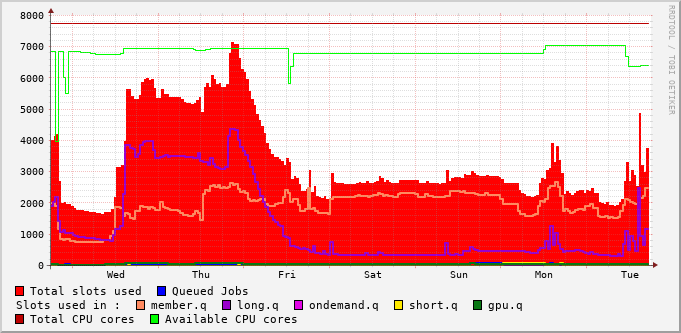 8000
7000
6000
5000
4000
3000
2000
1000
0
Wed Thu Fri Sat Sun Mon Tue
RRDTOOL / TOBI OETIKER
Total slots used Queued Jobs
Slots used in : member.q long.q ondemand.q short.q gpu.q
Total CPU cores Available CPU cores